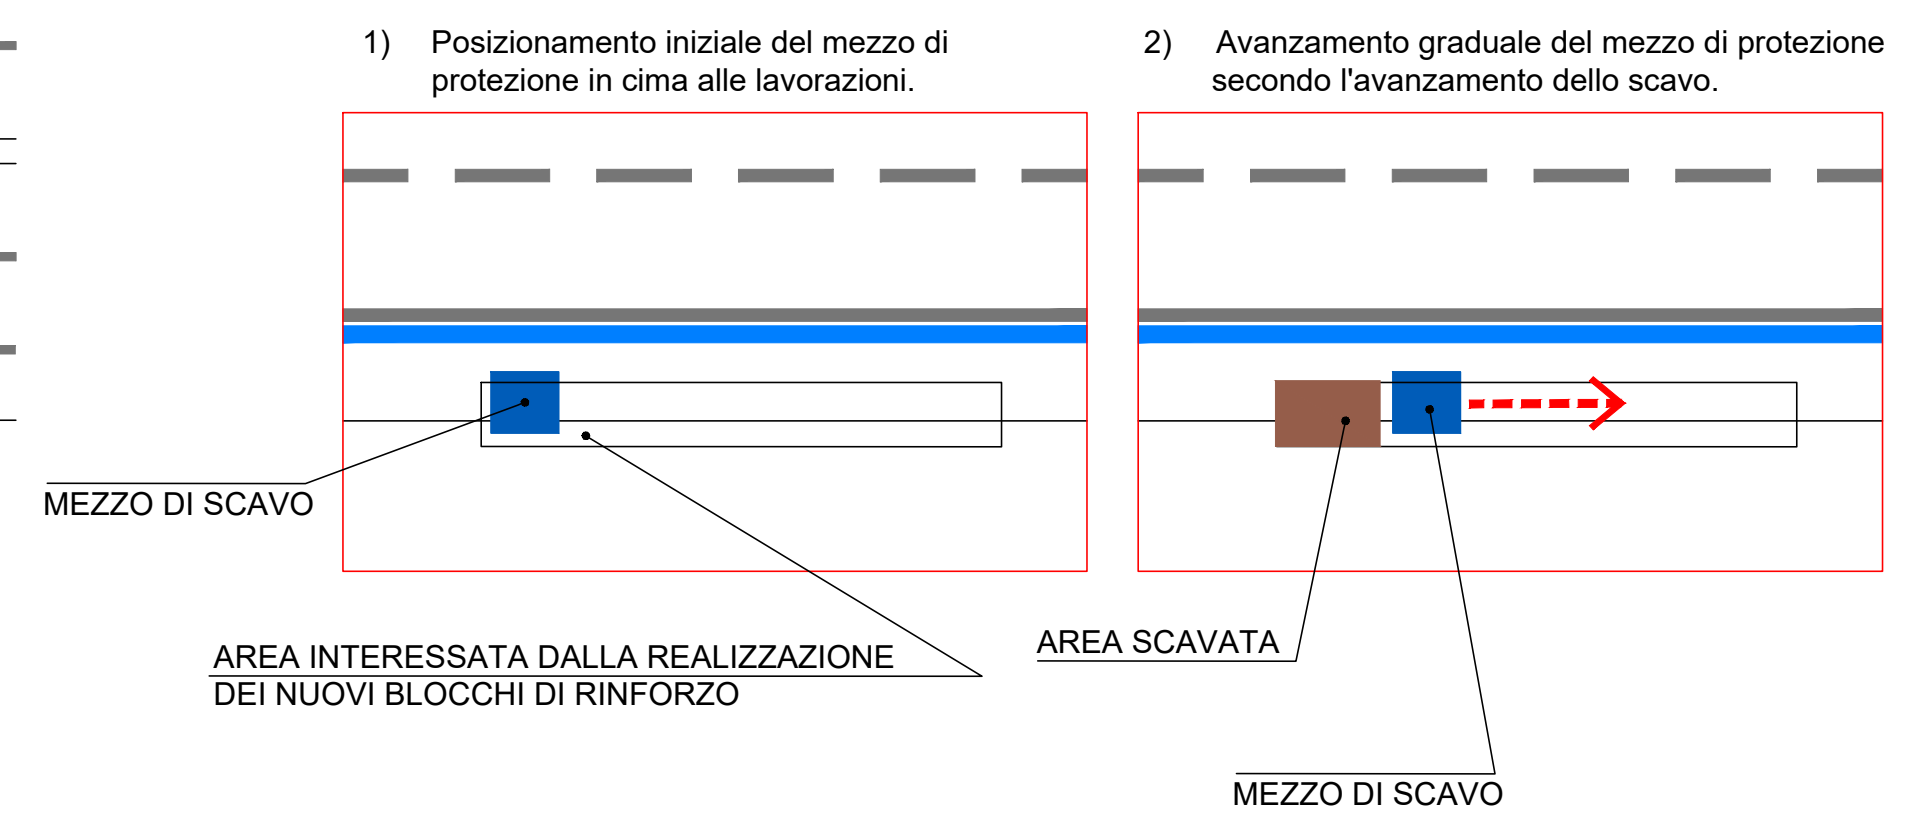 1) Posizionamento iniziale del mezzo di
protezione in cima alle lavorazioni.
2) Avanzamento graduale del mezzo di protezione
secondo l'avanzamento dello scavo.
MEZZO DI SCAVO
AREA INTERESSATA DALLA REALIZZAZIONE
DEI NUOVI BLOCCHI DI RINFORZO
AREA SCAVATA
MEZZO DI SCAVO